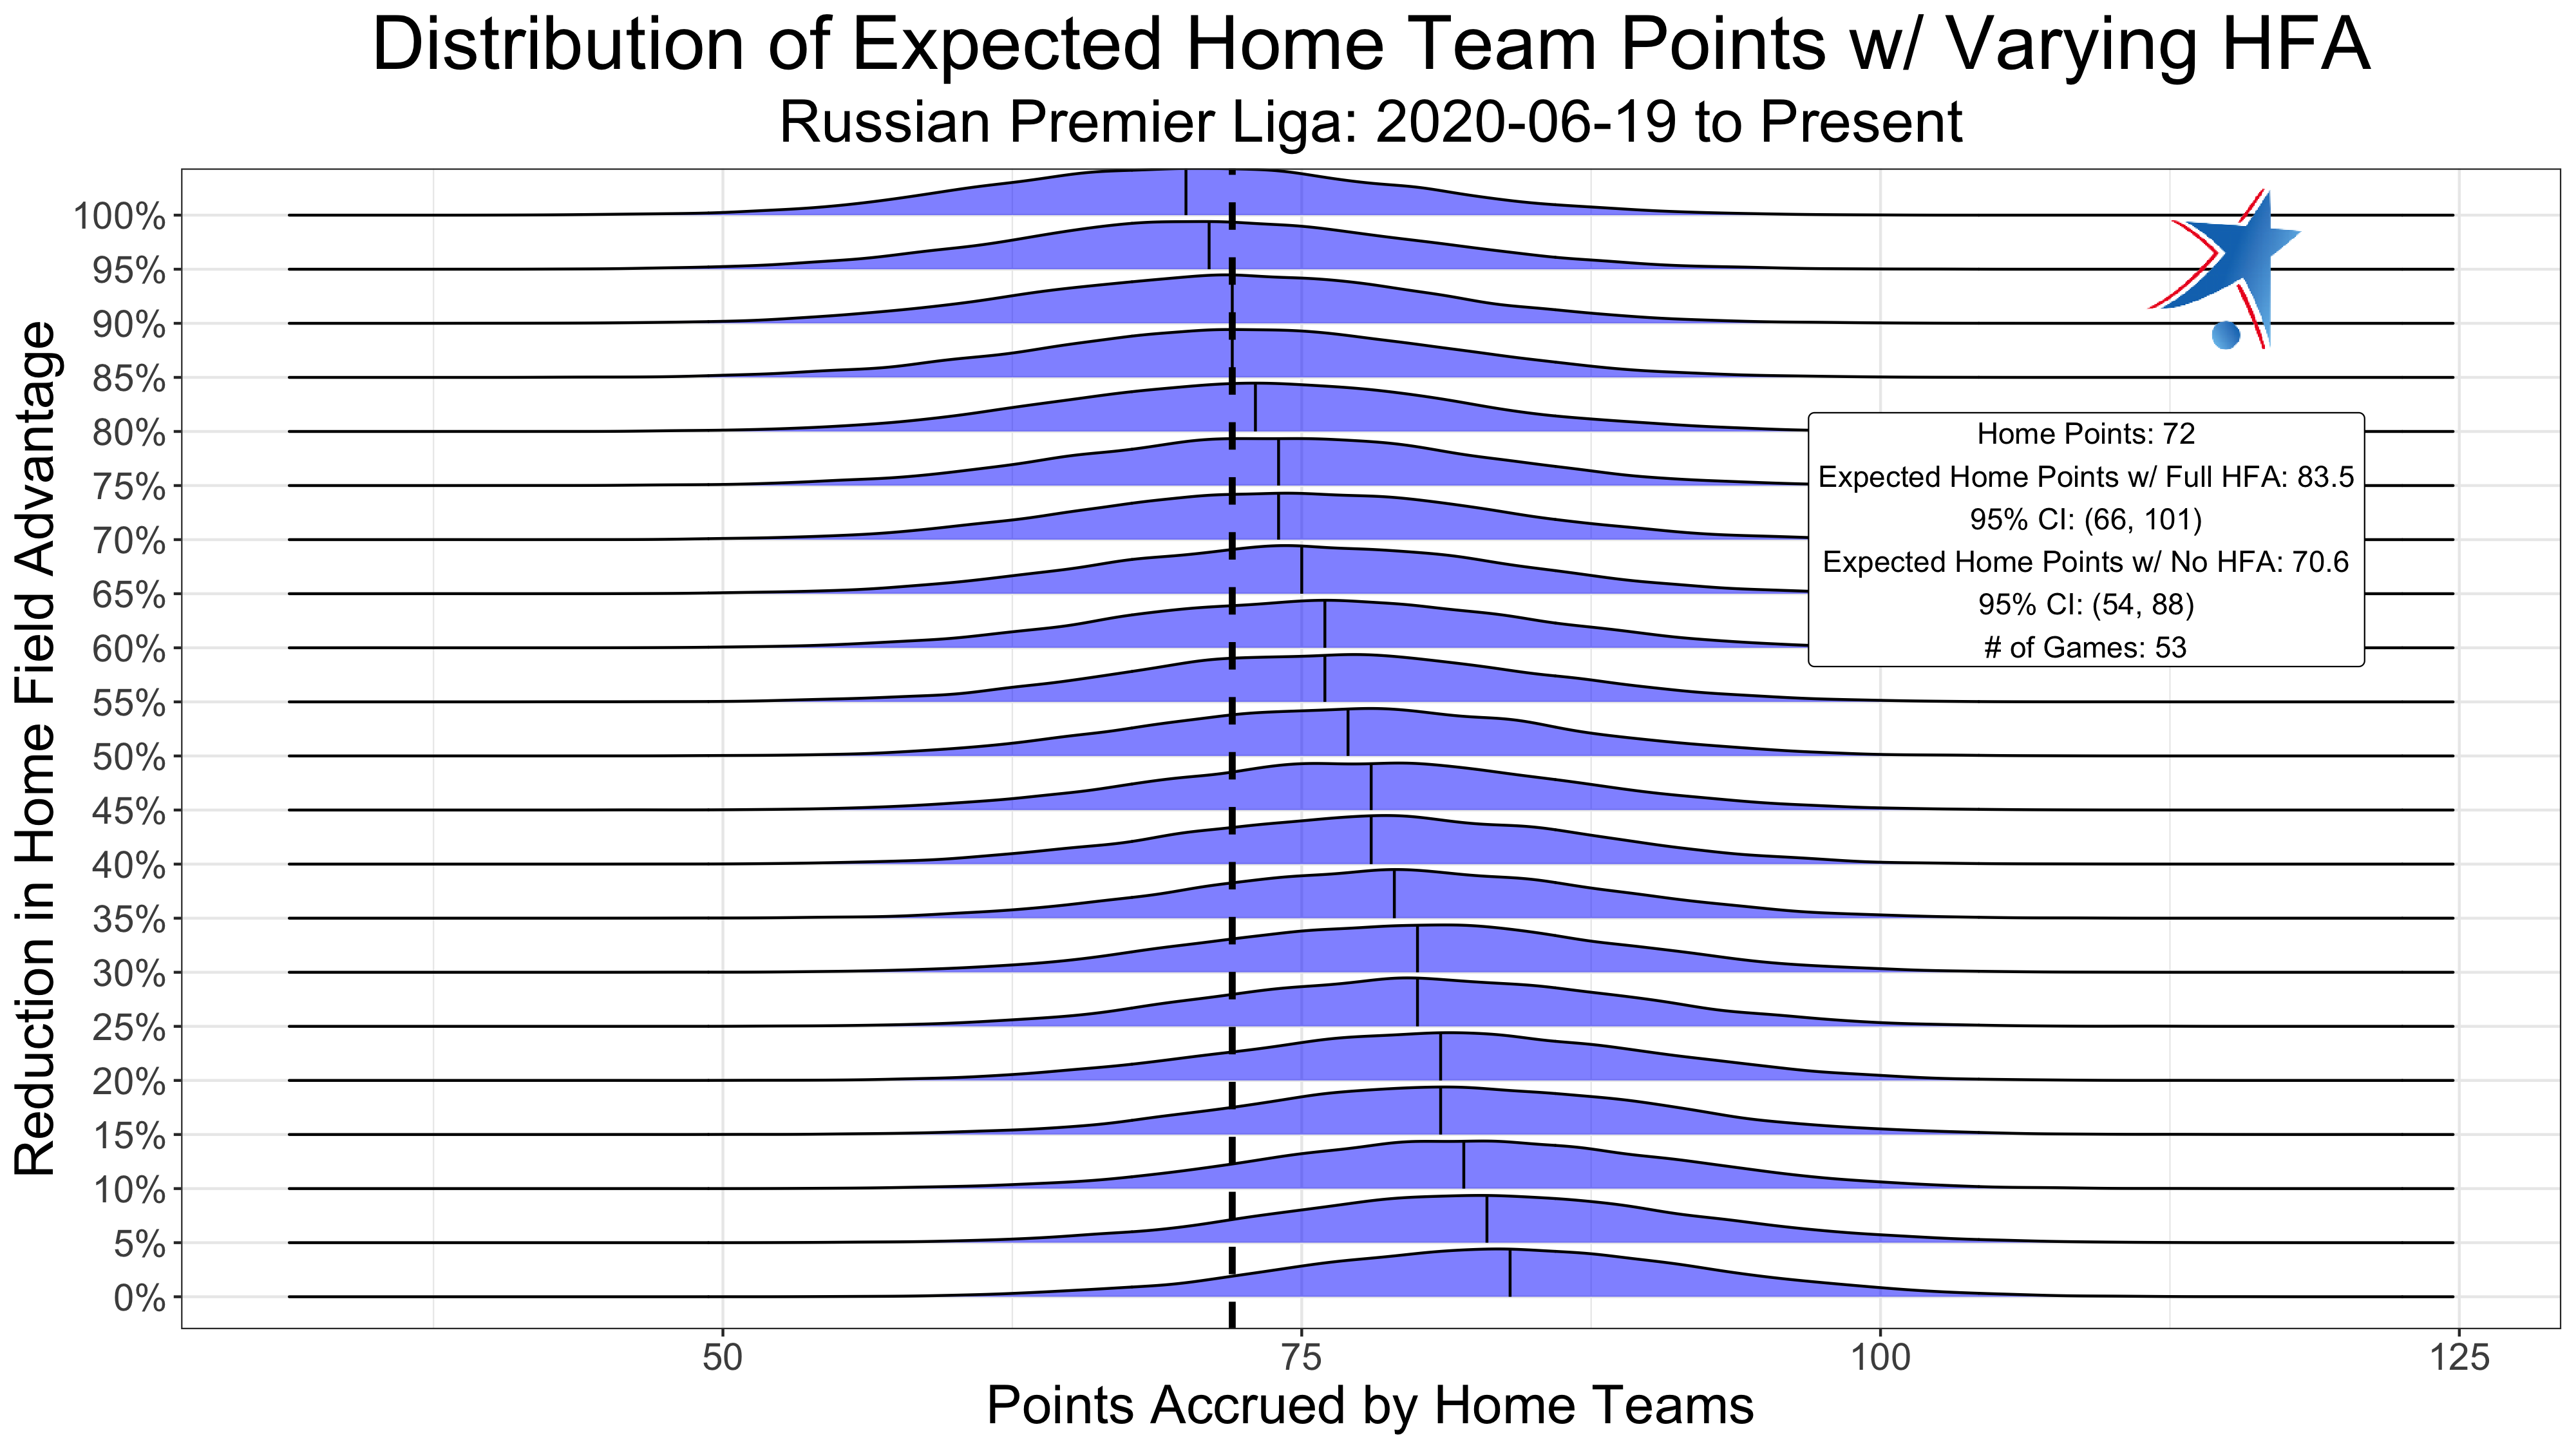 Distribution of Expected Home Team Points w/ Varying HFA
Russian Premier Liga: 2020-06-19 to Present
Reduction in Home Field Advantage
100%
95%
90%
85%
80%
75%
70%
65%
60%
55%
50%
45%
40%
35%
30%
25%
20%
15%
10%
5%
0%
Home Points: 72
Expected Home Points w/ Full HFA: 83.5
95% CI: (66, 101)
Expected Home Points w/ No HFA: 70.6
95% CI: (54, 88)
# of Games: 53
50 75 100 125
Points Accrued by Home Teams